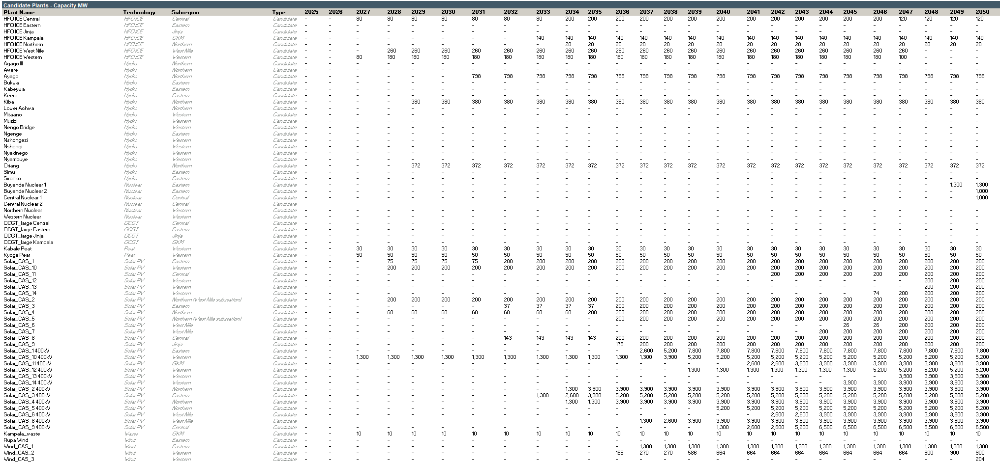 Candidate Plants - Capacity MW
Plant Name Technology Subregion Type 2025 2026 2027 2028 2029 2030 2031 2032 2033 2034 2035 2036 2037 2038 2039 2040 2041 2042 2043 2044 2045 2046 2047 2048 2049 2050
HFO ICE Central HFO ICE Central Candidate - - 80 80 80 80 80 80 80 200 200 200 200 200 200 200 200 200 200 200 200 200 120 120 120 120
HFO ICE Eastern HFO ICE Eastern Candidate - - - - - - - - - - - - - - - - - - - - - - - - - -
HFO ICE Jinja HFO ICE Jinja Candidate - - - - - - - - - - - - - - - - - - - - - - - - - -
HFO ICE Kampala HFO ICE GKM Candidate - - - - - - - - 140 140 140 140 140 140 140 140 140 140 140 140 140 140 140 140 140 140
HFO ICE Northern HFO ICE Northern Candidate - - - - - - - - - 20 20 20 20 20 20 20 20 20 20 20 20 20 20 20 20 20
HFO ICE West Nile HFO ICE West Nile Candidate - - - 260 260 260 260 260 260 260 260 260 260 260 260 260 260 260 260 260 260 260 260 - - -
HFO ICE Western HFO ICE Western Candidate - - 80 180 180 180 180 180 180 180 180 180 180 180 180 180 180 180 180 180 180 180 100 - - -
Agago III Hydro Northern Candidate - - - - - - - - - - - - - - - - - - - - - - - - - -
Awere Hydro Northern Candidate - - - - - - - - - - - - - - - - - - - - - - - - - -
Ayago Hydro Northern Candidate - - - - - - 798 798 798 798 798 798 798 798 798 798 798 798 798 798 798 798 798 798 798 798
Bukwa Hydro Eastern Candidate - - - - - - - - - - - - - - - - - - - - - - - - - -
Kabeywa Hydro Eastern Candidate - - - - - - - - - - - - - - - - - - - - - - - - - -
Keere Hydro Eastern Candidate - - - - - - - - - - - - - - - - - - - - - - - - - -
Kiba Hydro Northern Candidate - - - - 380 380 380 380 380 380 380 380 380 380 380 380 380 380 380 380 380 380 380 380 380 380
Lower Achwa Hydro Northern Candidate - - - - - - - - - - - - - - - - - - - - - - - - - -
Mitaano Hydro Western Candidate - - - - - - - - - - - - - - - - - - - - - - - - - -
Muzizi Hydro Western Candidate - - - - - - - - - - - - - - - - - - - - - - - - - -
Nengo Bridge Hydro Western Candidate - - - - - - - - - - - - - - - - - - - - - - - - - -
Ngenge Hydro Eastern Candidate - - - - - - - - - - - - - - - - - - - - - - - - - -
Nshongezi Hydro Western Candidate - - - - - - - - - - - - - - - - - - - - - - - - - -
Nshongi Hydro Western Candidate - - - - - - - - - - - - - - - - - - - - - - - - - -
Nyakinego Hydro Western Candidate - - - - - - - - - - - - - - - - - - - - - - - - - -
Nyambuye Hydro Western Candidate - - - - - - - - - - - - - - - - - - - - - - - - - -
Oriang Hydro Northern Candidate - - - - 372 372 372 372 372 372 372 372 372 372 372 372 372 372 372 372 372 372 372 372 372 372
Simu Hydro Eastern Candidate - - - - - - - - - - - - - - - - - - - - - - - - - -
Sironko Hydro Eastern Candidate - - - - - - - - - - - - - - - - - - - - - - - - - -
Buyende Nuclear 1 Nuclear Eastern Candidate - - - - - - - - - - - - - - - - - - - - - - - - 1,300 1,300
Buyende Nuclear 2 Nuclear Eastern Candidate - - - - - - - - - - - - - - - - - - - - - - - - - 1,000
Central Nuclear 1 Nuclear Central Candidate - - - - - - - - - - - - - - - - - - - - - - - - - 1,000
Central Nuclear 2 Nuclear Central Candidate - - - - - - - - - - - - - - - - - - - - - - - - - -
Northern Nuclear Nuclear Western Candidate - - - - - - - - - - - - - - - - - - - - - - - - - -
Western Nuclear Nuclear Western Candidate - - - - - - - - - - - - - - - - - - - - - - - - - -
OCGT_large Central OCGT Central Candidate - - - - - - - - - - - - - - - - - - - - - - - - - -
OCGT_large Eastern OCGT Eastern Candidate - - - - - - - - - - - - - - - - - - - - - - - - - -
OCGT_large Jinja OCGT Jinja Candidate - - - - - - - - - - - - - - - - - - - - - - - - - -
OCGT_large Kampala OCGT GKM Candidate - - - - - - - - - - - - - - - - - - - - - - - - - -
Kabale Peat Peat Western Candidate - - 30 30 30 30 30 30 30 30 30 30 30 30 30 30 30 30 30 30 30 30 30 30 30 30
Kyoga Peat Peat Western Candidate - - 50 50 50 50 50 50 50 50 50 50 50 50 50 50 50 50 50 50 50 50 50 50 50 50
Solar_CAS_1 Solar PV Eastern Candidate - - - 75 75 75 75 200 200 200 200 200 200 200 200 200 200 200 200 200 200 200 200 200 200 200
Solar_CAS_10 Solar PV Western Candidate - - - 200 200 200 200 200 200 200 200 200 200 200 200 200 200 200 200 200 200 200 200 200 200 200
Solar_CAS_11 Solar PV Central Candidate - - - - - - - - - - - - - - - - - 200 200 200 200 200 200 200 200 200
Solar_CAS_12 Solar PV Western Candidate - - - - - - - - - - - - - - - - - - - - - - - 200 200 200
Solar_CAS_13 Solar PV Western Candidate - - - - - - - - - - - - - - - - - - - - - - - 200 200 200
Solar_CAS_14 Solar PV Western Candidate - - - - - - - - - - - - - - - - - - - - - 74 200 200 200 200
Solar_CAS_2 Solar PV Northern (West Nile substation) Candidate - - - 200 200 200 200 200 200 200 200 200 200 200 200 200 200 200 200 200 200 200 200 200 200 200
Solar_CAS_3 Solar PV Eastern Candidate - - - - - - - 37 37 37 37 200 200 200 200 200 200 200 200 200 200 200 200 200 200 200
Solar_CAS_4 Solar PV Northern Candidate - - - 68 68 68 68 68 68 68 200 200 200 200 200 200 200 200 200 200 200 200 200 200 200 200
Solar_CAS_5 Solar PV Northern (West Nile substation) Candidate - - - - - - - - - - - 200 200 200 200 200 200 200 200 200 200 200 200 200 200 200
Solar_CAS_6 Solar PV West Nile Candidate - - - - - - - - - - - - - - - - - - - - 26 26 200 200 200 200
Solar_CAS_7 Solar PV West Nile Candidate - - - - - - - - - - - - - - - - - - - 200 200 200 200 200 200 200
Solar_CAS_8 Solar PV Central Candidate - - - - - - - 143 143 143 143 200 200 200 200 200 200 200 200 200 200 200 200 200 200 200
Solar_CAS_9 Solar PV Jinja Candidate - - - - - - - - - - - 175 200 200 200 200 200 200 200 200 200 200 200 200 200 200
Solar_CAS_1 400kV Solar PV Eastern Candidate - - - - - - - - - - - - 2,600 5,200 7,800 7,800 7,800 7,800 7,800 7,800 7,800 7,800 7,800 7,800 7,800 7,800
Solar_CAS_10 400kV Solar PV Western Candidate - - 1,300 1,300 1,300 1,300 1,300 1,300 1,300 1,300 1,300 1,300 1,300 3,900 5,200 5,200 5,200 5,200 5,200 5,200 5,200 5,200 5,200 5,200 5,200 5,200
Solar_CAS_11 400kV Solar PV GKM Candidate - - - - - - - - - - - - - - - - 2,600 2,600 3,900 3,900 3,900 3,900 3,900 3,900 3,900 3,900
Solar_CAS_12 400kV Solar PV Western Candidate - - - - - - - - - - - - - - 1,300 1,300 1,300 1,300 1,300 1,300 1,300 5,200 5,200 5,200 5,200 5,200
Solar_CAS_13 400kV Solar PV Western Candidate - - - - - - - - - - - - - - - - - - - - - - 3,900 3,900 3,900 3,900
Solar_CAS_14 400kV Solar PV Western Candidate - - - - - - - - - - - - - - - - - - - - 3,900 3,900 3,900 3,900 3,900 3,900
Solar_CAS_2 400kV Solar PV Northern Candidate - - - - - - - - - 1,300 3,900 3,900 3,900 3,900 3,900 3,900 3,900 3,900 3,900 3,900 3,900 3,900 3,900 3,900 3,900 3,900
Solar_CAS_3 400kV Solar PV Eastern Candidate - - - - - - - - 1,300 2,600 3,900 5,200 5,200 5,200 5,200 5,200 5,200 5,200 5,200 5,200 5,200 5,200 5,200 5,200 5,200 5,200
Solar_CAS_4 400kV Solar PV Northern Candidate - - - - - - - - - 1,300 1,300 3,900 3,900 3,900 3,900 3,900 3,900 3,900 3,900 3,900 3,900 3,900 3,900 3,900 3,900 3,900
Solar_CAS_5 400kV Solar PV Northern Candidate - - - - - - - - - - - - - - - 5,200 5,200 5,200 5,200 5,200 5,200 5,200 5,200 5,200 5,200 5,200
Solar_CAS_6 400kV Solar PV West Nile Candidate - - - - - - - - - - - - - - - - - 2,600 2,600 3,900 3,900 3,900 3,900 3,900 3,900 3,900
Solar_CAS_8 400kV Solar PV West Nile Candidate - - - - - - - - - - - - 1,300 2,600 3,900 3,900 3,900 3,900 3,900 3,900 3,900 3,900 3,900 3,900 3,900 3,900
Solar_CAS_9 400kV Solar PV Central Candidate - - - - - - - - - - - - - - - 1,300 2,600 2,600 5,200 6,500 6,500 6,500 6,500 6,500 6,500 6,500
Kampala_waste Waste GKM Candidate - - 10 10 10 10 10 10 10 10 10 10 10 10 10 10 10 10 10 10 10 10 10 10 10 10
Rupa Wind Wind Eastern Candidate - - - - - - - - - - - - - - - - - - - - - - - - - -
Wind_CAS_1 Wind Eastern Candidate - - - - - - - - - - - - 1,300 1,300 1,300 1,300 1,300 1,300 1,300 1,300 1,300 1,300 1,300 1,300 1,300 1,300
Wind_CAS_2 Wind Western Candidate - - - - - - - - - - - 185 270 270 586 664 664 664 664 664 664 664 664 900 900 900
Wind_CAS_3 Wind Western Candidate - - - - - - - - - - - - - - - - - - - - - - - - - 204